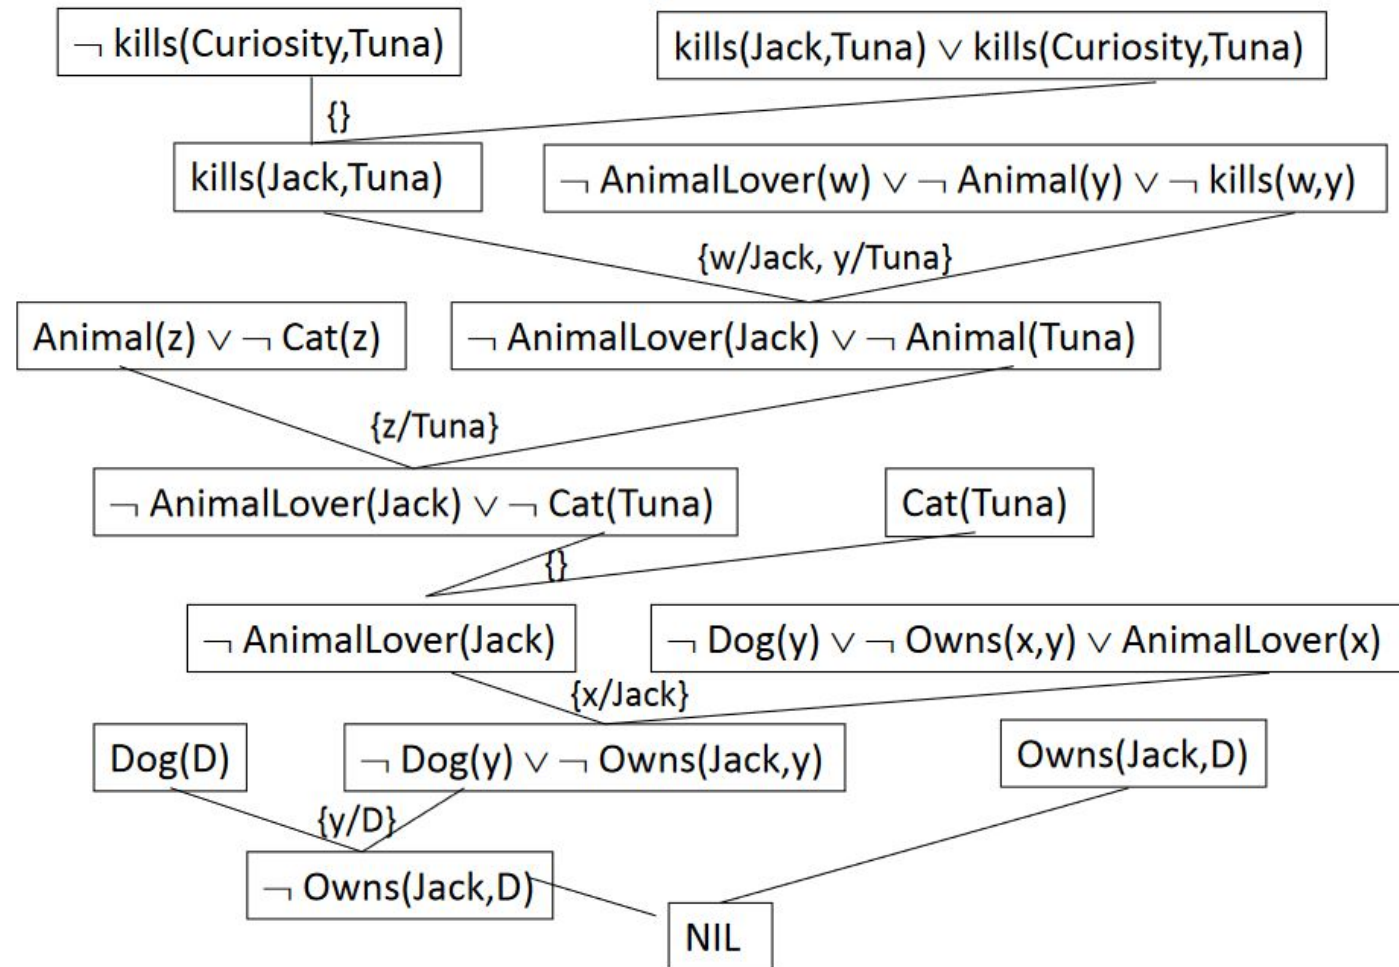 ¬ kills(Curiosity,Tuna)
kills(Jack,Tuna) ∨ kills(Curiosity,Tuna)
{}
kills(Jack,Tuna)
¬ AnimalLover(w) ∨ ¬ Animal(y) ∨ ¬ kills(w,y)
{w/Jack, y/Tuna}
Animal(z) ∨ ¬ Cat(z)
¬ AnimalLover(Jack) ∨ ¬ Animal(Tuna)
{z/Tuna}
¬ AnimalLover(Jack) ∨ ¬ Cat(Tuna)
Cat(Tuna)
{}
¬ AnimalLover(Jack)
¬ Dog(y) ∨ ¬ Owns(x,y) ∨ AnimalLover(x)
{x/Jack}
Dog(D)
¬ Dog(y) ∨ ¬ Owns(Jack,y)
Owns(Jack,D)
{y/D}
¬ Owns(Jack,D)
NIL